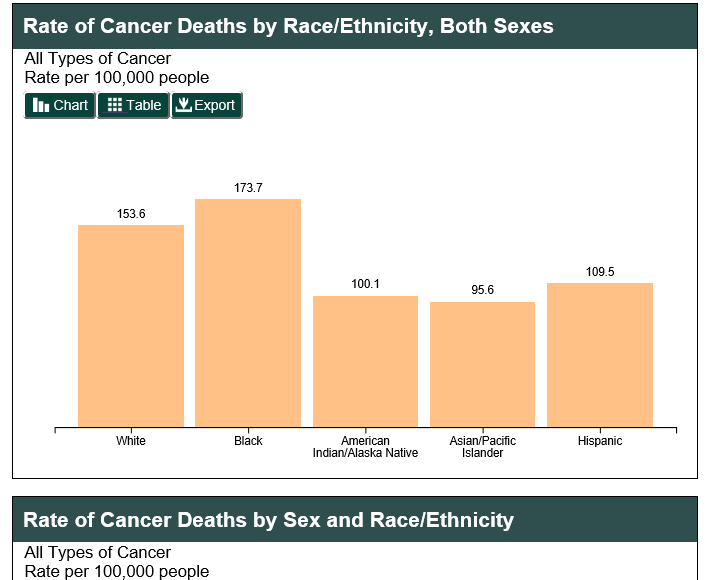 Rate of Cancer Deaths by Race/Ethnicity, Both Sexes
All Types of Cancer
Rate per 100,000 people
Chart Table Export
153.6
173.7
100.1
95.6
109.5
White
Black
American
Indian/Alaska Native
Asian/Pacific
Islander
Hispanic
Rate of Cancer Deaths by Sex and Race/Ethnicity
All Types of Cancer
Rate per 100,000 people